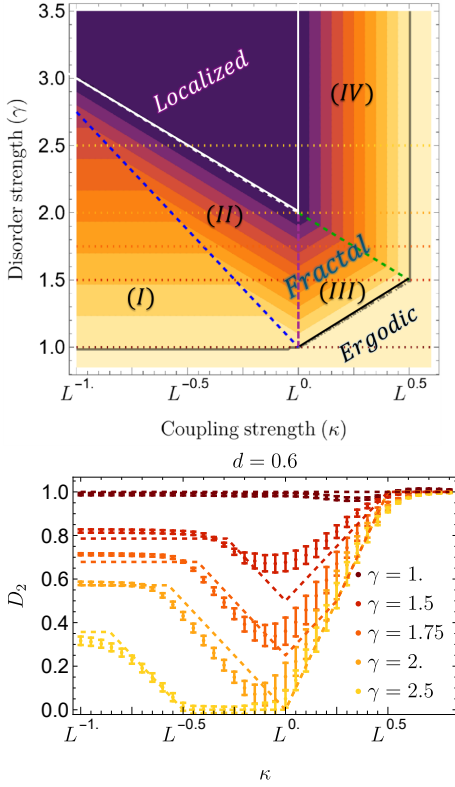 Disorder strength (γ)
3.5
3.0
2.5
2.0
1.5
1.0
Localized
(IV)
(II)
Fractal
(I)
(III)
Ergodic
L^-1. L^-0.5 L^0. L^0.5
Coupling strength (κ)
d = 0.6
D_2
1.0
0.8
0.6
0.4
0.2
0.0
γ = 1.
γ = 1.5
γ = 1.75
γ = 2.
γ = 2.5
L^-1. L^-0.5 L^0. L^0.5
κ